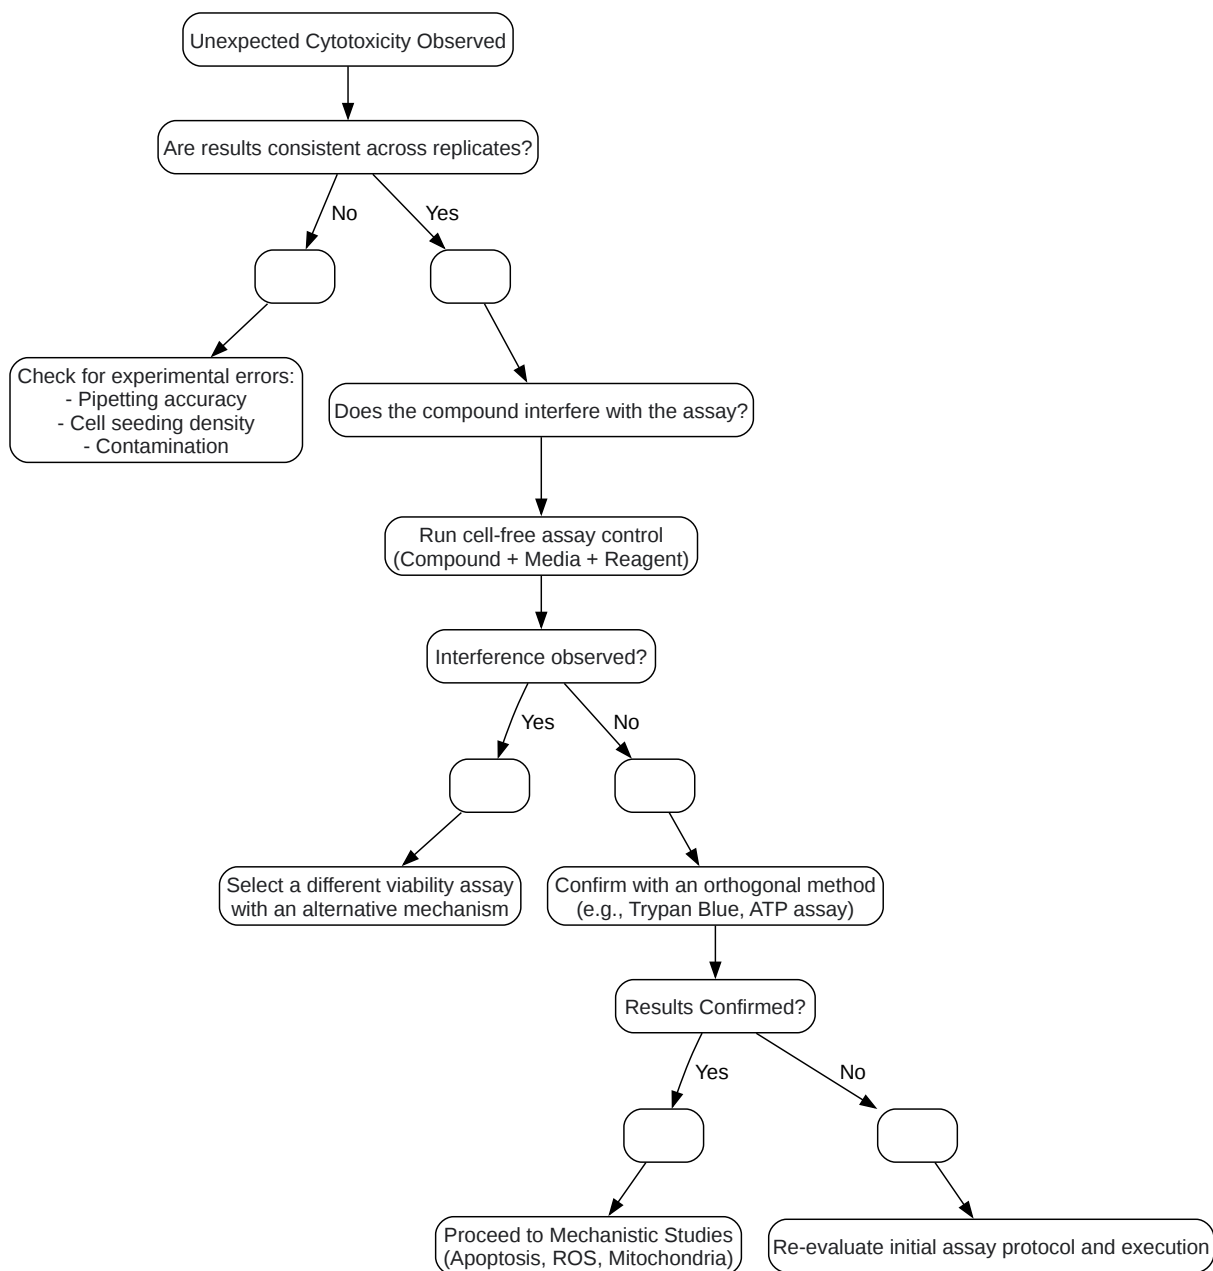 Unexpected Cytotoxicity Observed
Are results consistent across replicates?
No
Yes
Check for experimental errors:
- Pipetting accuracy
- Cell seeding density
- Contamination
Does the compound interfere with the assay?
Run cell-free assay control
(Compound + Media + Reagent)
Interference observed?
Yes
No
Select a different viability assay
with an alternative mechanism
Confirm with an orthogonal method
(e.g., Trypan Blue, ATP assay)
Results Confirmed?
Yes
No
Proceed to Mechanistic Studies
(Apoptosis, ROS, Mitochondria)
Re-evaluate initial assay protocol and execution